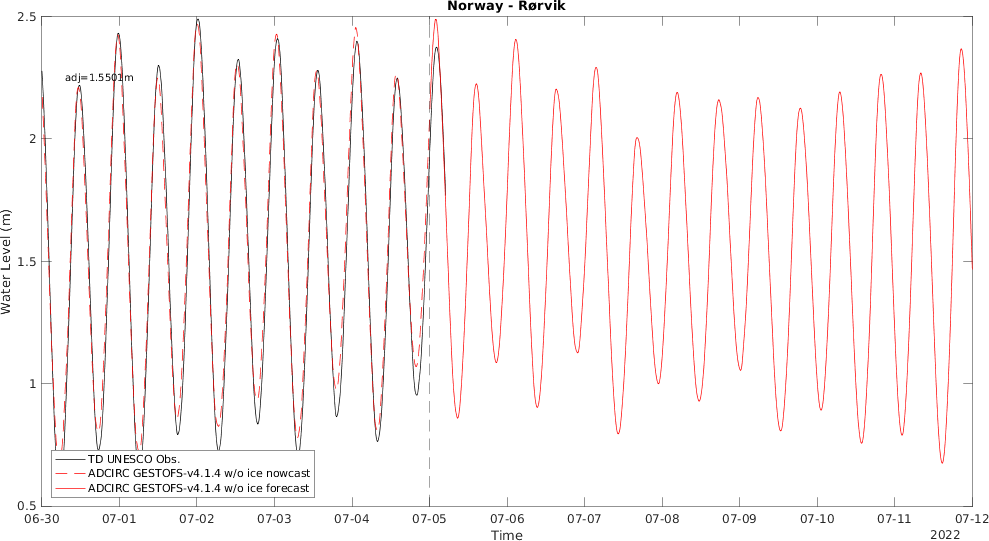 Norway - Rørvik
2.5
adj=1.5501m
2
Water Level (m)
1.5
1
TD UNESCO Obs.
ADCIRC GESTOFS-v4.1.4 w/o ice nowcast
ADCIRC GESTOFS-v4.1.4 w/o ice forecast
0.5
06-30 07-01 07-02 07-03 07-04 07-05 07-06 07-07 07-08 07-09 07-10 07-11 07-12
Time
2022